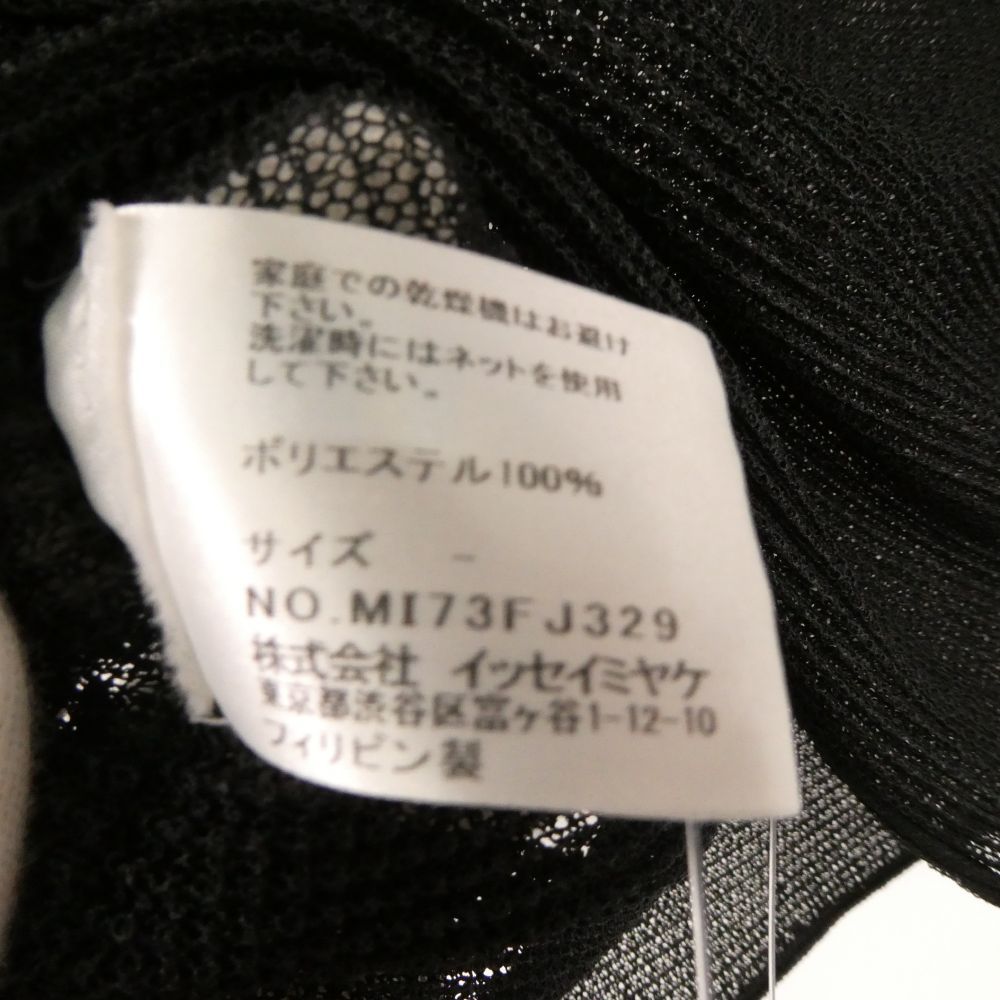 家庭での乾燥機はお避け
下さい。
洗濯時にはネットを使用
して下さい。
ポリエステル100%
サイズ -
NO.MI73FJ329
株式会社 イッセイミヤケ
東京都渋谷区富ヶ谷1-12-10
フィリピン製